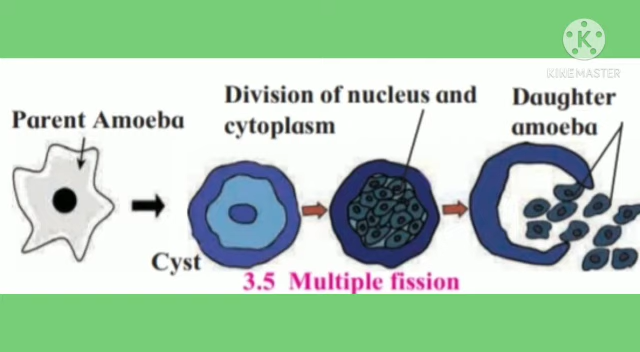 K
KINEMASTER
Division of nucleus and
cytoplasm
Daughter
amoeba
Parent Amoeba
Cyst
3.5 Multiple fission